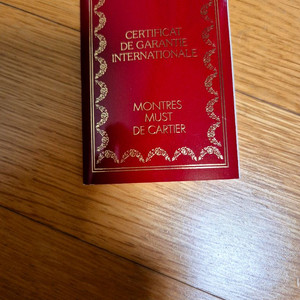 CERTIFICAT
DE GARANTIE
INTERNATIONALE
MONTRES
MUST
DE CARTIER